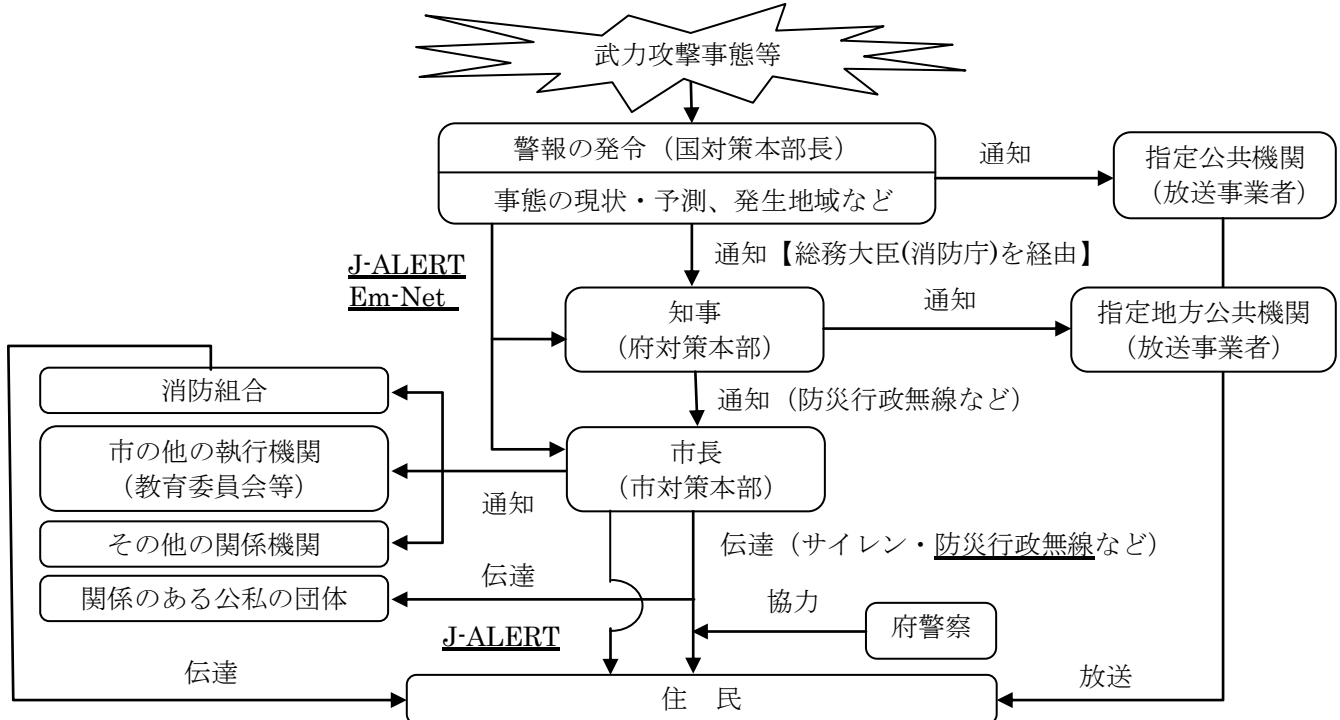 武力攻撃事態等
警報の発令（国対策本部長）
事態の現状・予測、発生地域など
通知
指定公共機関
（放送事業者）
J-ALERT
Em-Net
通知【総務大臣(消防庁)を経由】
知事
（府対策本部）
通知
指定地方公共機関
（放送事業者）
通知（防災行政無線など）
消防組合
市の他の執行機関
（教育委員会等）
その他の関係機関
関係のある公私の団体
市長
（市対策本部）
通知
伝達（サイレン・防災行政無線など）
伝達
協力
府警察
J-ALERT
伝達
放送
住　民